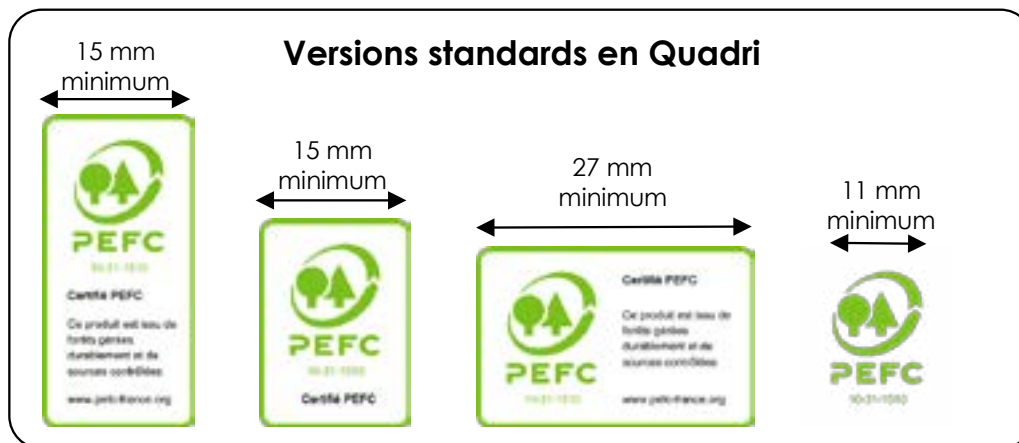 Versions standards en Quadri
15 mm
minimum
PEFC
10-31-1510
Certifié PEFC
Ce produit est issu de
forêts gérées
durablement et de
sources contrôlées.
www.pefc-france.org
15 mm
minimum
PEFC
Certifié PEFC
27 mm
minimum
PEFC
Certifié PEFC
Ce produit est issu de
forêts gérées
durablement et de
sources contrôlées.
www.pefc-france.org
11 mm
minimum
PEFC